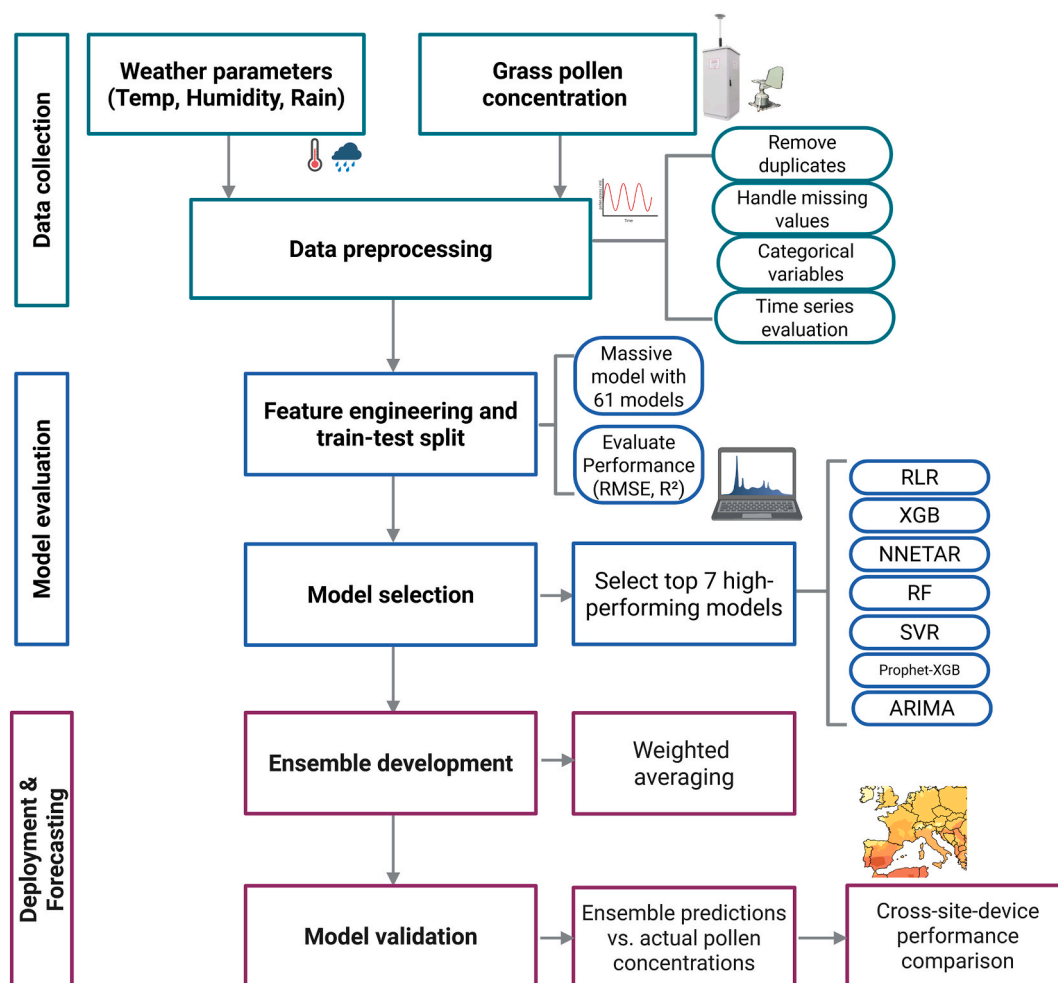 Data collection
Weather parameters
(Temp, Humidity, Rain)
Grass pollen
concentration
Data preprocessing
Time
Remove
duplicates
Handle missing
values
Categorical
variables
Time series
evaluation
Model evaluation
Feature engineering and
train-test split
Massive
model with
61 models
Evaluate
Performance
(RMSE, R²)
Model selection
Select top 7 high-
performing models
RLR
XGB
NNETAR
RF
SVR
Prophet-XGB
ARIMA
Deployment &
Forecasting
Ensemble development
Weighted
averaging
Model validation
Ensemble predictions
vs. actual pollen
concentrations
Cross-site-device
performance
comparison